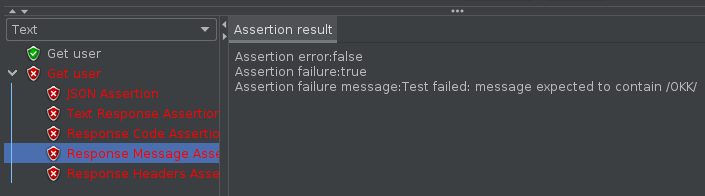 Text
Get user
Get user
JSON Assertion
Text Response Assertion
Response Code Assertio
Response Message Asse
Response Headers Asse
Assertion result
Assertion error:false
Assertion failure:true
Assertion failure message:Test failed: message expected to contain /OKK/